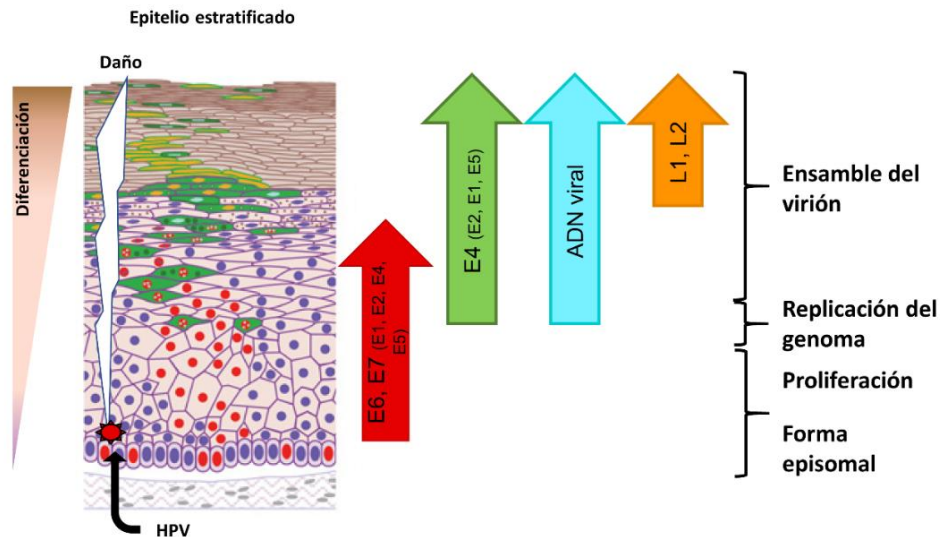 Epitelio estratificado
Daño
Diferenciación
HPV
E6, E7 (E1, E2, E4,
E5)
E4 (E2, E1, E5)
ADN viral
L1, L2
Ensamble del
virión
Replicación del
genoma
Proliferación
Forma
episomal